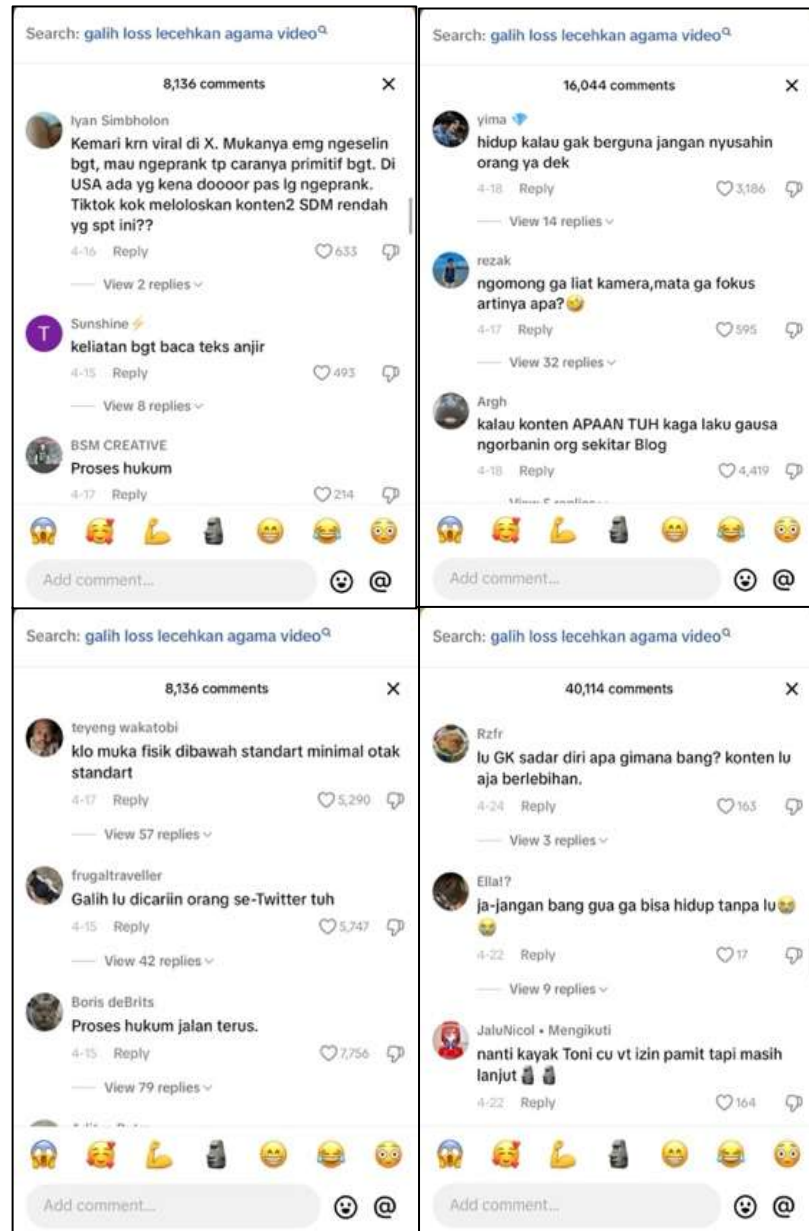 Search: galih loss lecehkan agama video
8,136 comments
Iyan Simbholon
Kemari krn viral di X. Mukanya emg ngeselin
bgt, mau ngeprank tp caranya primitif bgt. Di
USA ada yg kena doooor pas lg ngeprank.
Tiktok kok meloloskan konten2 SDM rendah
yg spt ini??
4-16 Reply 633
View 2 replies
T
Sunshine
keliatan bgt baca teks anjir
4-15 Reply 493
View 8 replies
BSM CREATIVE
Proses hukum
4-17 Reply 214
Add comment...
Search: galih loss lecehkan agama video
16,044 comments
yima
hidup kalau gak berguna jangan nyusahin
orang ya dek
4-18 Reply 3,186
View 14 replies
rezak
ngomong ga liat kamera,mata ga fokus
artinya apa?
4-17 Reply 595
View 32 replies
Argh
kalau konten APAAN TUH kaga laku gausa
ngorbanin org sekitar Blog
4-18 Reply 4,419
View 5 replies
Add comment...
Search: galih loss lecehkan agama video
8,136 comments
teyeng wakatobi
klo muka fisik dibawah standart minimal otak
standart
4-17 Reply 5,290
View 57 replies
frugaltraveller
Galih lu dicariin orang se-Twitter tuh
4-15 Reply 5,747
View 42 replies
Boris deBrits
Proses hukum jalan terus.
4-15 Reply 7,756
View 79 replies
Add comment...
Search: galih loss lecehkan agama video
40,114 comments
Rzfr
lu GK sadar diri apa gimana bang? konten lu
aja berlebihan.
4-24 Reply 163
View 3 replies
Ella!?
ja-jangan bang gua ga bisa hidup tanpa lu
4-22 Reply 17
View 9 replies
JaluNicol • Mengikuti
nanti kayak Toni cu vt izin pamit tapi masih
lanjut
4-22 Reply 164
Add comment...